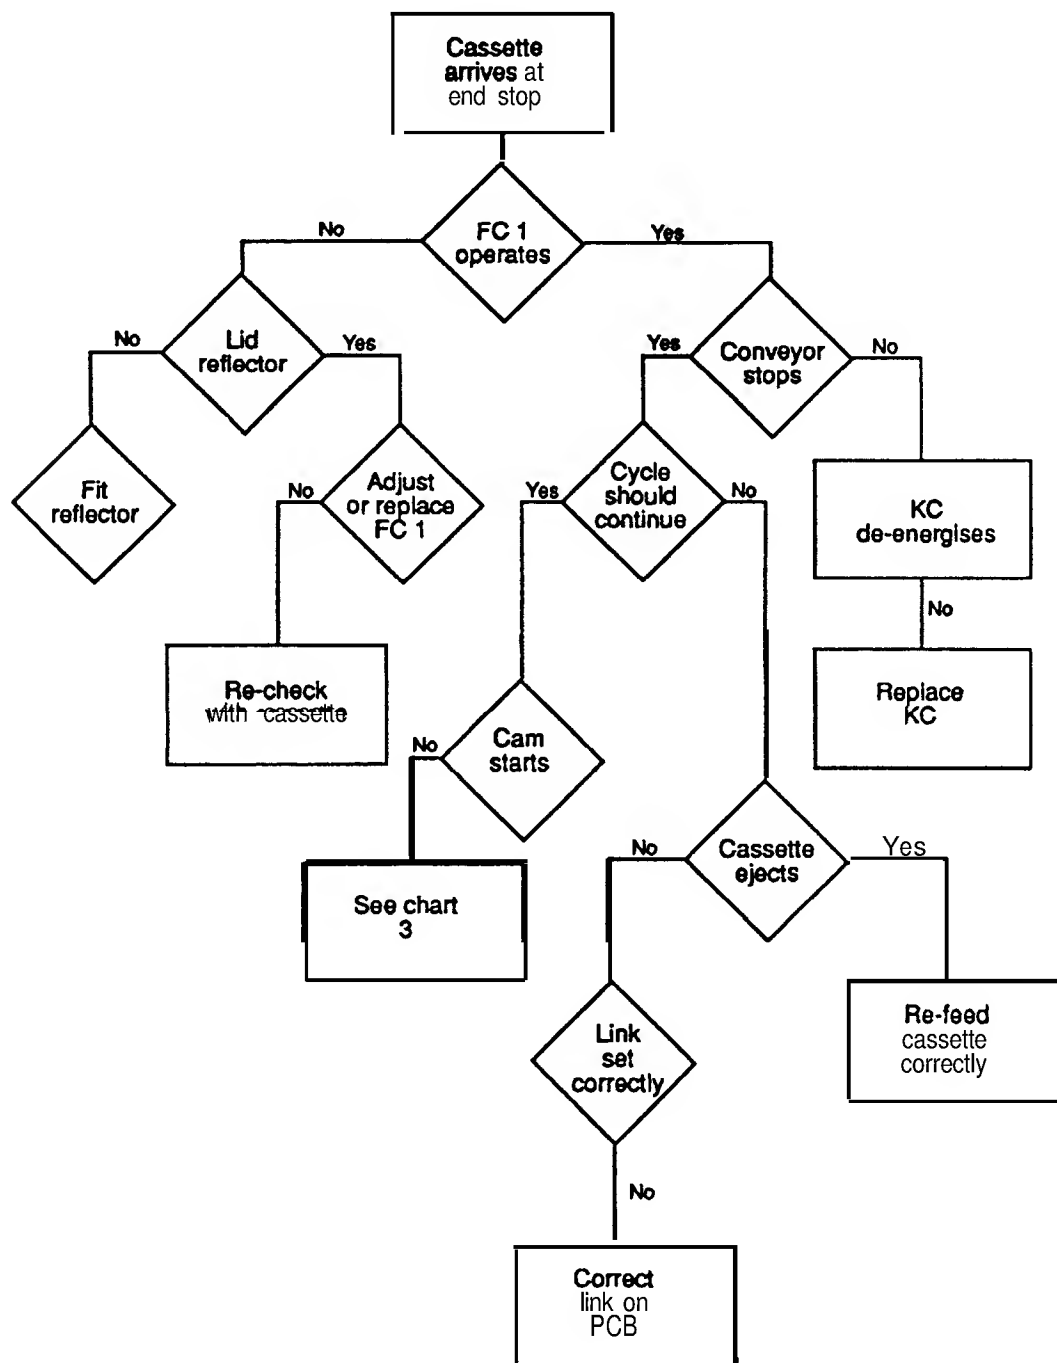 Cassette
arrives at
end stop
FC 1
operates
No
Yes
Lid
reflector
No
Yes
Conveyor
stops
Yes
No
Fit
reflector
Adjust
or replace
FC 1
No
Cycle
should
continue
Yes
No
KC
de-energises
No
Re-check
with cassette
Cam
starts
No
Replace
KC
Cassette
ejects
No
Yes
See chart
3
Link
set
correctly
Re-feed
cassette
correctly
No
Correct
link on
PCB